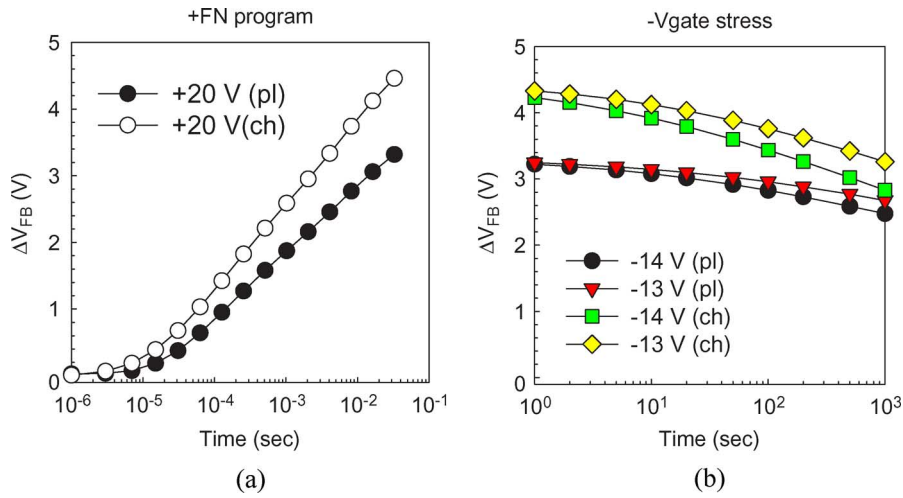 +FN program
5
4
3
2
1
0
ΔV_FB (V)
+20 V (pl)
+20 V(ch)
10^-6
10^-5
10^-4
10^-3
10^-2
10^-1
Time (sec)
(a)
-Vgate stress
5
4
3
2
1
0
ΔV_FB (V)
-14 V (pl)
-13 V (pl)
-14 V (ch)
-13 V (ch)
10^0
10^1
10^2
10^3
Time (sec)
(b)